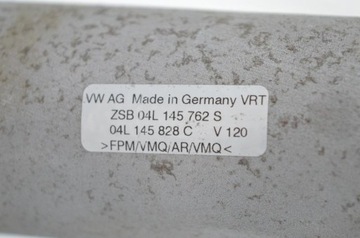 VW AG Made in Germany VRT
ZSB 04L 145 762 S
04L 145 828 C V 120
>FPM/VMQ/AR/VMQ<